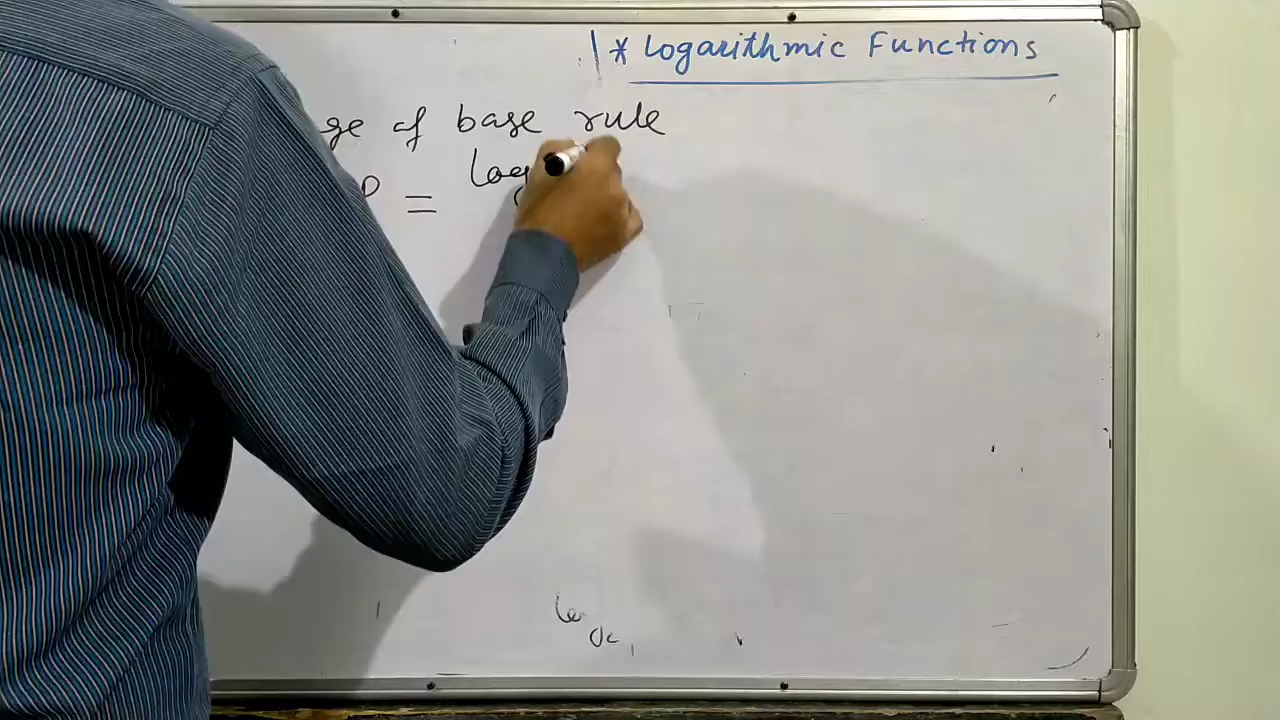 * Logarithmic Functions
ge of base rule
P = log